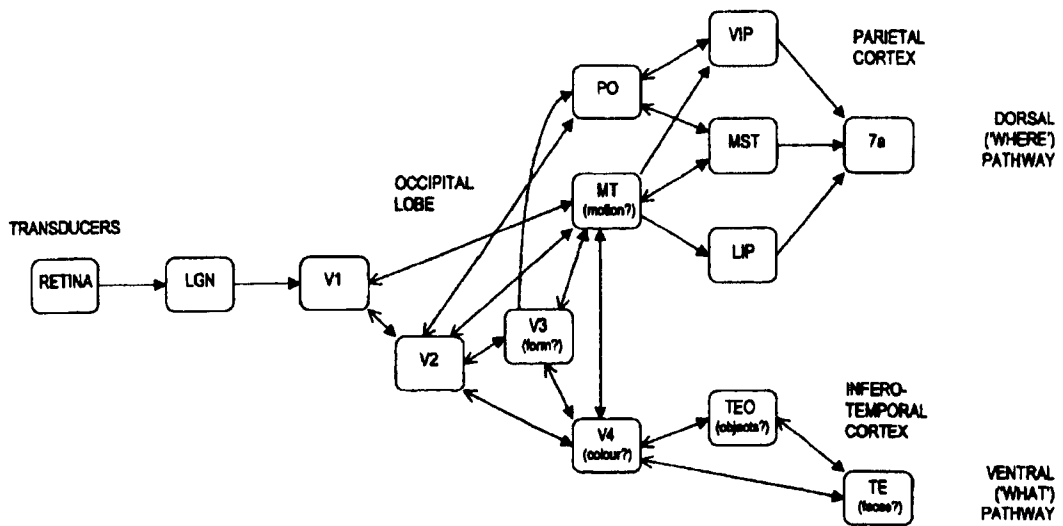 VIP
PARIETAL
CORTEX
PO
DORSAL
('WHERE')
PATHWAY
MST
7a
OCCIPITAL
LOBE
MT
(motion?)
TRANSDUCERS
LIP
RETINA
LGN
V1
V3
(form?)
V2
INFERO-
TEMPORAL
CORTEX
TEO
(objects?)
V4
(colour?)
VENTRAL
('WHAT')
PATHWAY
TE
(faces?)